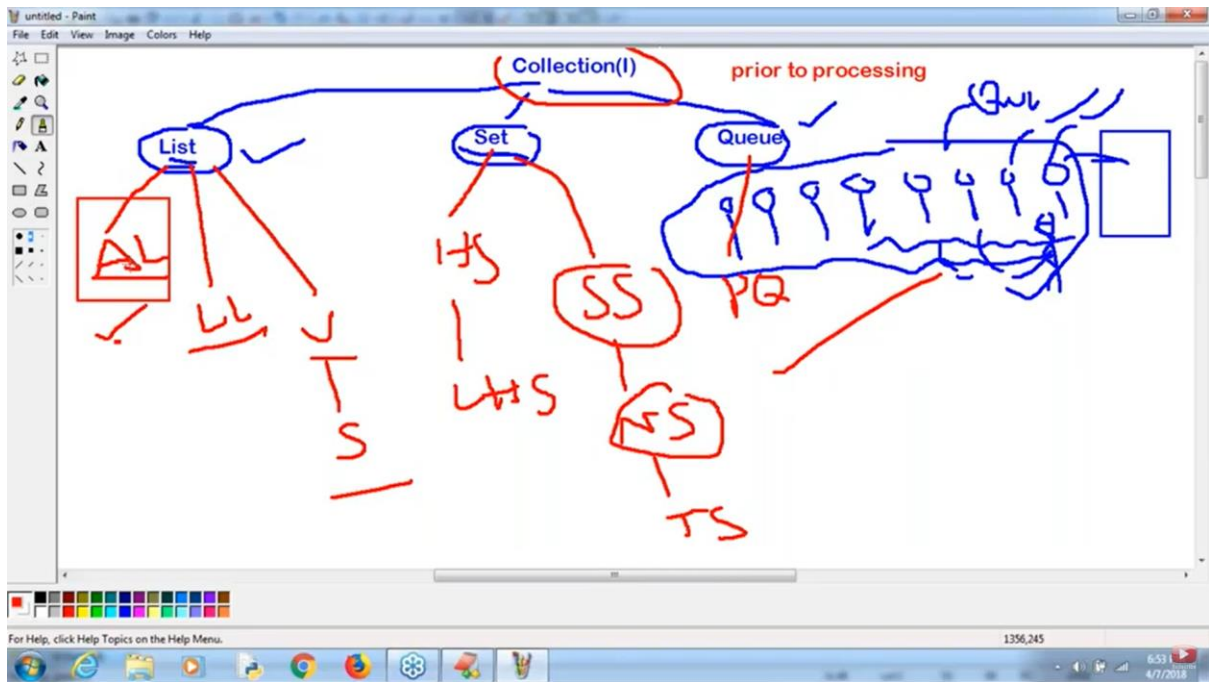 untitled - Paint
File Edit View Image Colors Help
Collection(I)
prior to processing
List
Set
Queue
AL
LL
V
S
HS
LHS
SS
NS
TS
PQ
For Help, click Help Topics on the Help Menu.
1356,245
6:53
4/7/2018